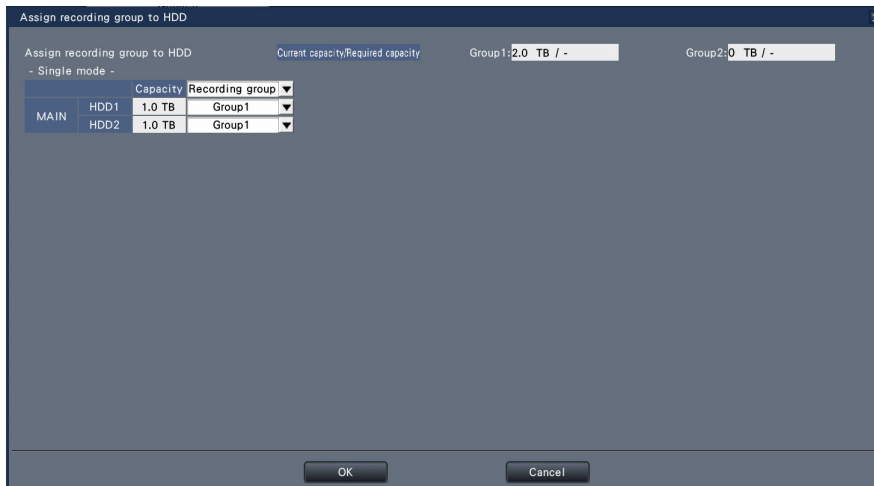 Assign recording group to HDD
Assign recording group to HDD Current capacity/Required capacity Group1:2.0 TB / - Group2:0 TB / -
- Single mode -
Capacity Recording group ▼
MAIN HDD1 1.0 TB Group1 ▼
HDD2 1.0 TB Group1 ▼
OK Cancel